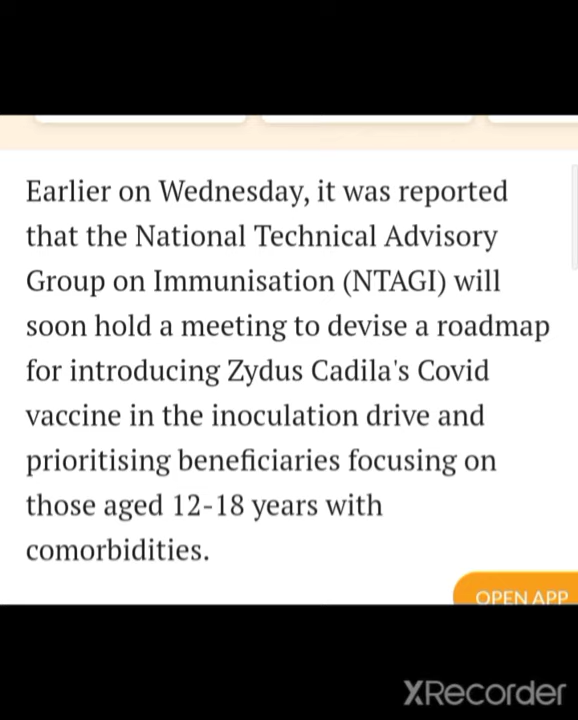 Earlier on Wednesday, it was reported
that the National Technical Advisory
Group on Immunisation (NTAGI) will
soon hold a meeting to devise a roadmap
for introducing Zydus Cadila's Covid
vaccine in the inoculation drive and
prioritising beneficiaries focusing on
those aged 12-18 years with
comorbidities.
OPEN APP
XRecorder